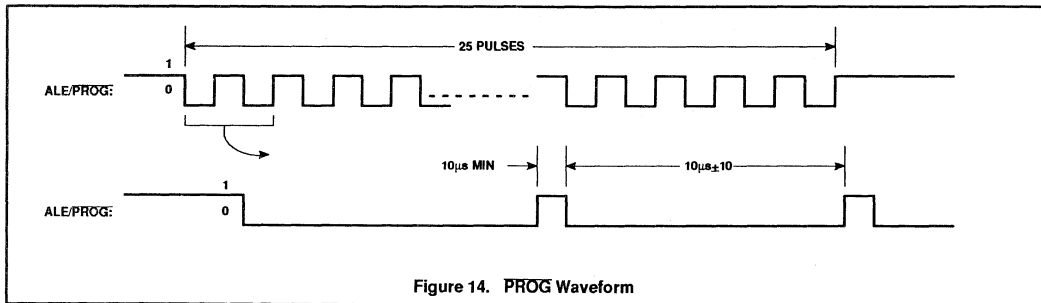 25 PULSES
1
ALE/PROG:
0
10μs MIN
10μs±10
1
ALE/PROG:
0
Figure 14. PROG Waveform